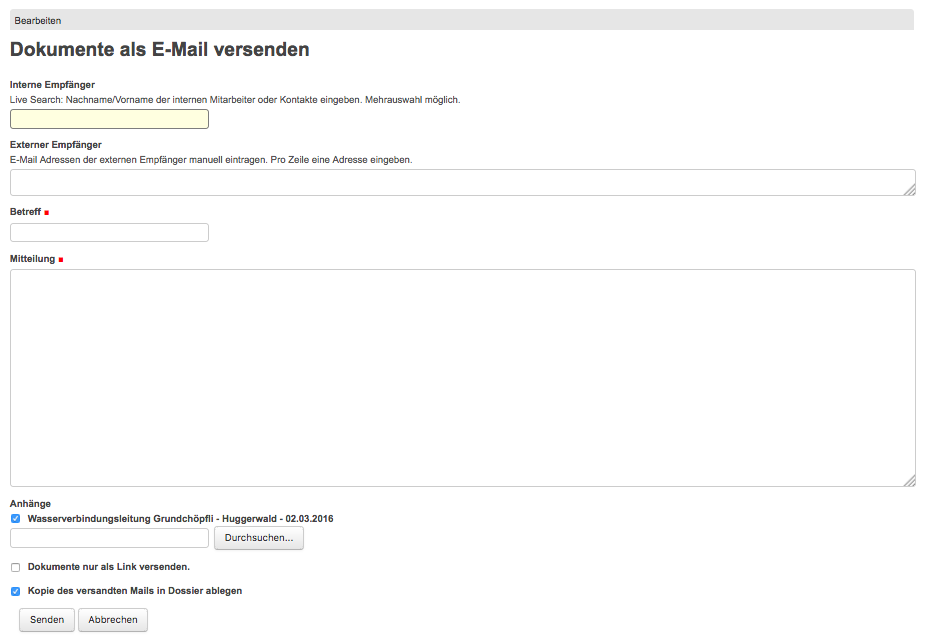 Bearbeiten
Dokumente als E-Mail versenden
Interne Empfänger
Live Search: Nachname/Vorname der internen Mitarbeiter oder Kontakte eingeben. Mehrauswahl möglich.
Externer Empfänger
E-Mail Adressen der externen Empfänger manuell eintragen. Pro Zeile eine Adresse eingeben.
Betreff
Mitteilung
Anhänge
Wasserverbindungsleitung Grundchöpfli - Huggerwald - 02.03.2016
Durchsuchen...
Dokumente nur als Link versenden.
Kopie des versandten Mails in Dossier ablegen
Senden Abbrechen